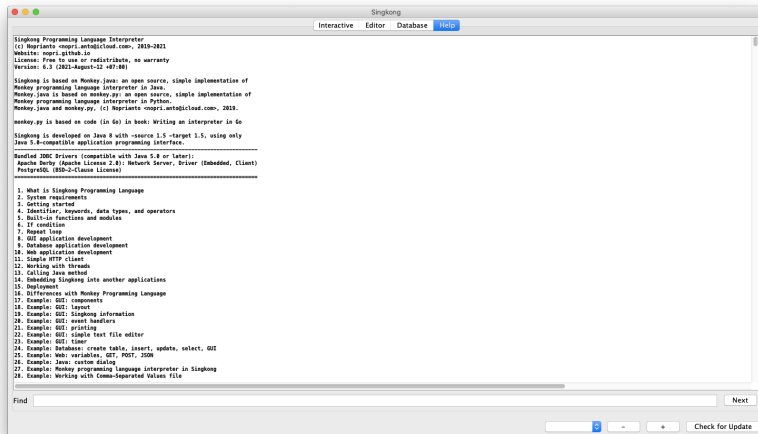 Singkong
Interactive Editor Database Help
Singkong Programming Language Interpreter
(c) Noprianto <nopri.anto@icloud.com>, 2019-2021
Website: nopri.github.io
License: Free to use or redistribute, no warranty
Version: 6.3 (2021-August-12 +07:00)
Singkong is based on Monkey.java: an open source, simple implementation of
Monkey programming language interpreter in Java.
Monkey.java is based on monkey.py: an open source, simple implementation of
Monkey programming language interpreter in Python.
Monkey.java and monkey.py, (c) Noprianto <nopri.anto@icloud.com>, 2019.
monkey.py is based on code (in Go) in book: Writing an interpreter in Go
Singkong is developed on Java 8 with -source 1.5 -target 1.5, using only
Java 5.0-compatible application programming interface.
Bundled JDBC Drivers (compatible with Java 5.0 or later):
Apache Derby (Apache License 2.0): Network Server, Driver (Embedded, Client)
PostgreSQL (BSD-2-Clause License)
1. What is Singkong Programming Language
2. System requirements
3. Getting started
4. Identifier, keywords, data types, and operators
5. Built-in functions and modules
6. If condition
7. Repeat loop
8. GUI application development
9. Database application development
10. Web application development
11. Simple HTTP client
12. Working with threads
13. Calling Java method
14. Embedding Singkong into another applications
15. Deployment
16. Differences with Monkey Programming Language
17. Example: GUI: components
18. Example: GUI: layout
19. Example: GUI: Singkong information
20. Example: GUI: event handlers
21. Example: GUI: printing
22. Example: GUI: simple text file editor
23. Example: GUI: timer
24. Example: Database: create table, insert, update, select, GUI
25. Example: Web: variables, GET, POST, JSON
26. Example: Java: custom dialog
27. Example: Monkey programming language interpreter in Singkong
28. Example: Working with Comma-Separated Values file
Find Next
- + Check for Update